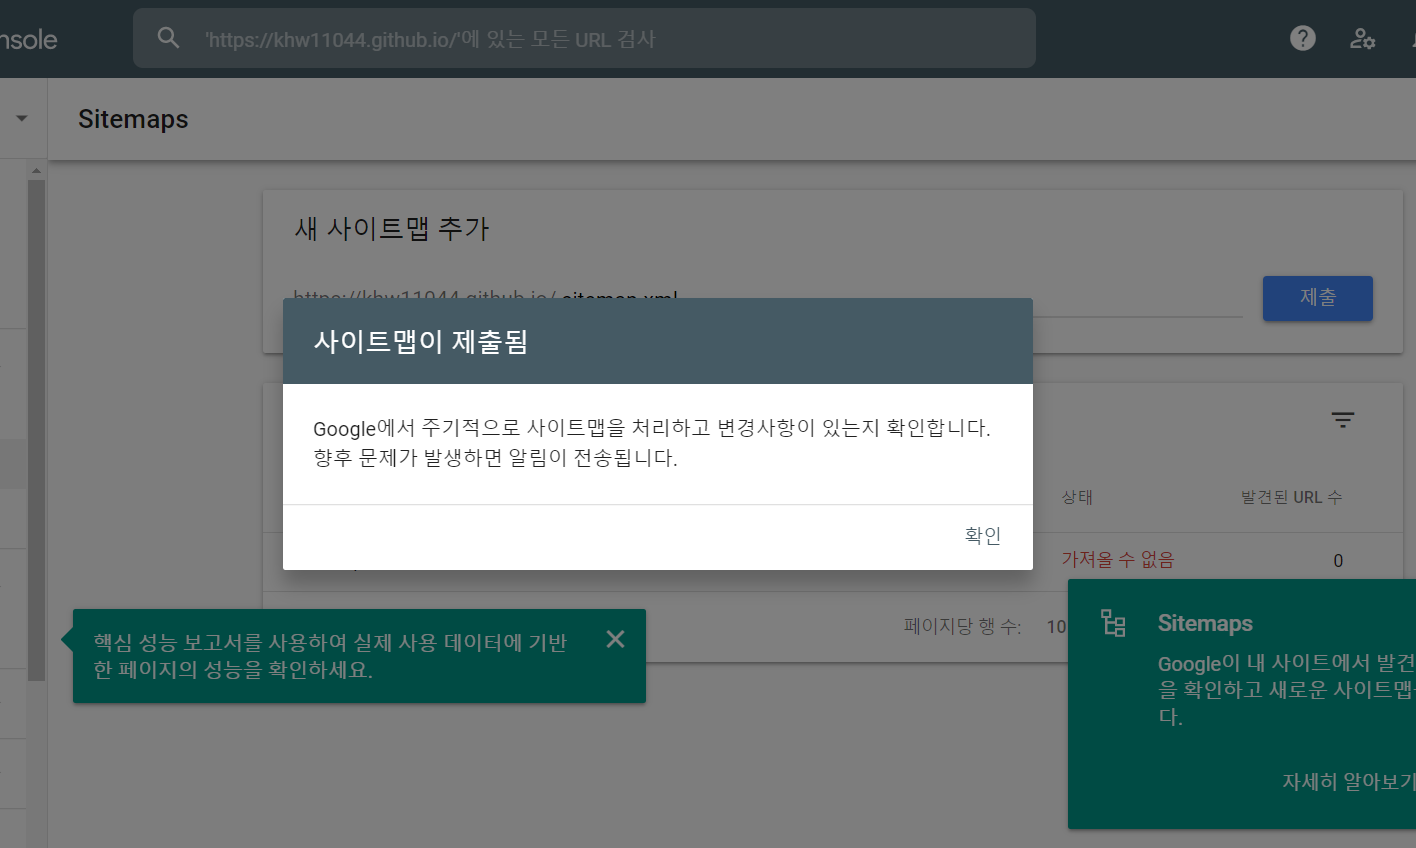 nsole
'https://khw11044.github.io/'에 있는 모든 URL 검사
Sitemaps
새 사이트맵 추가
https://khw11044.github.io/ sitemap.xml
제출
사이트맵이 제출됨
Google에서 주기적으로 사이트맵을 처리하고 변경사항이 있는지 확인합니다.
향후 문제가 발생하면 알림이 전송됩니다.
확인
상태 발견된 URL 수
가져올 수 없음 0
페이지당 행 수: 10
핵심 성능 보고서를 사용하여 실제 사용 데이터에 기반
한 페이지의 성능을 확인하세요.
Sitemaps
Google이 내 사이트에서 발견
을 확인하고 새로운 사이트맵
다.
자세히 알아보기